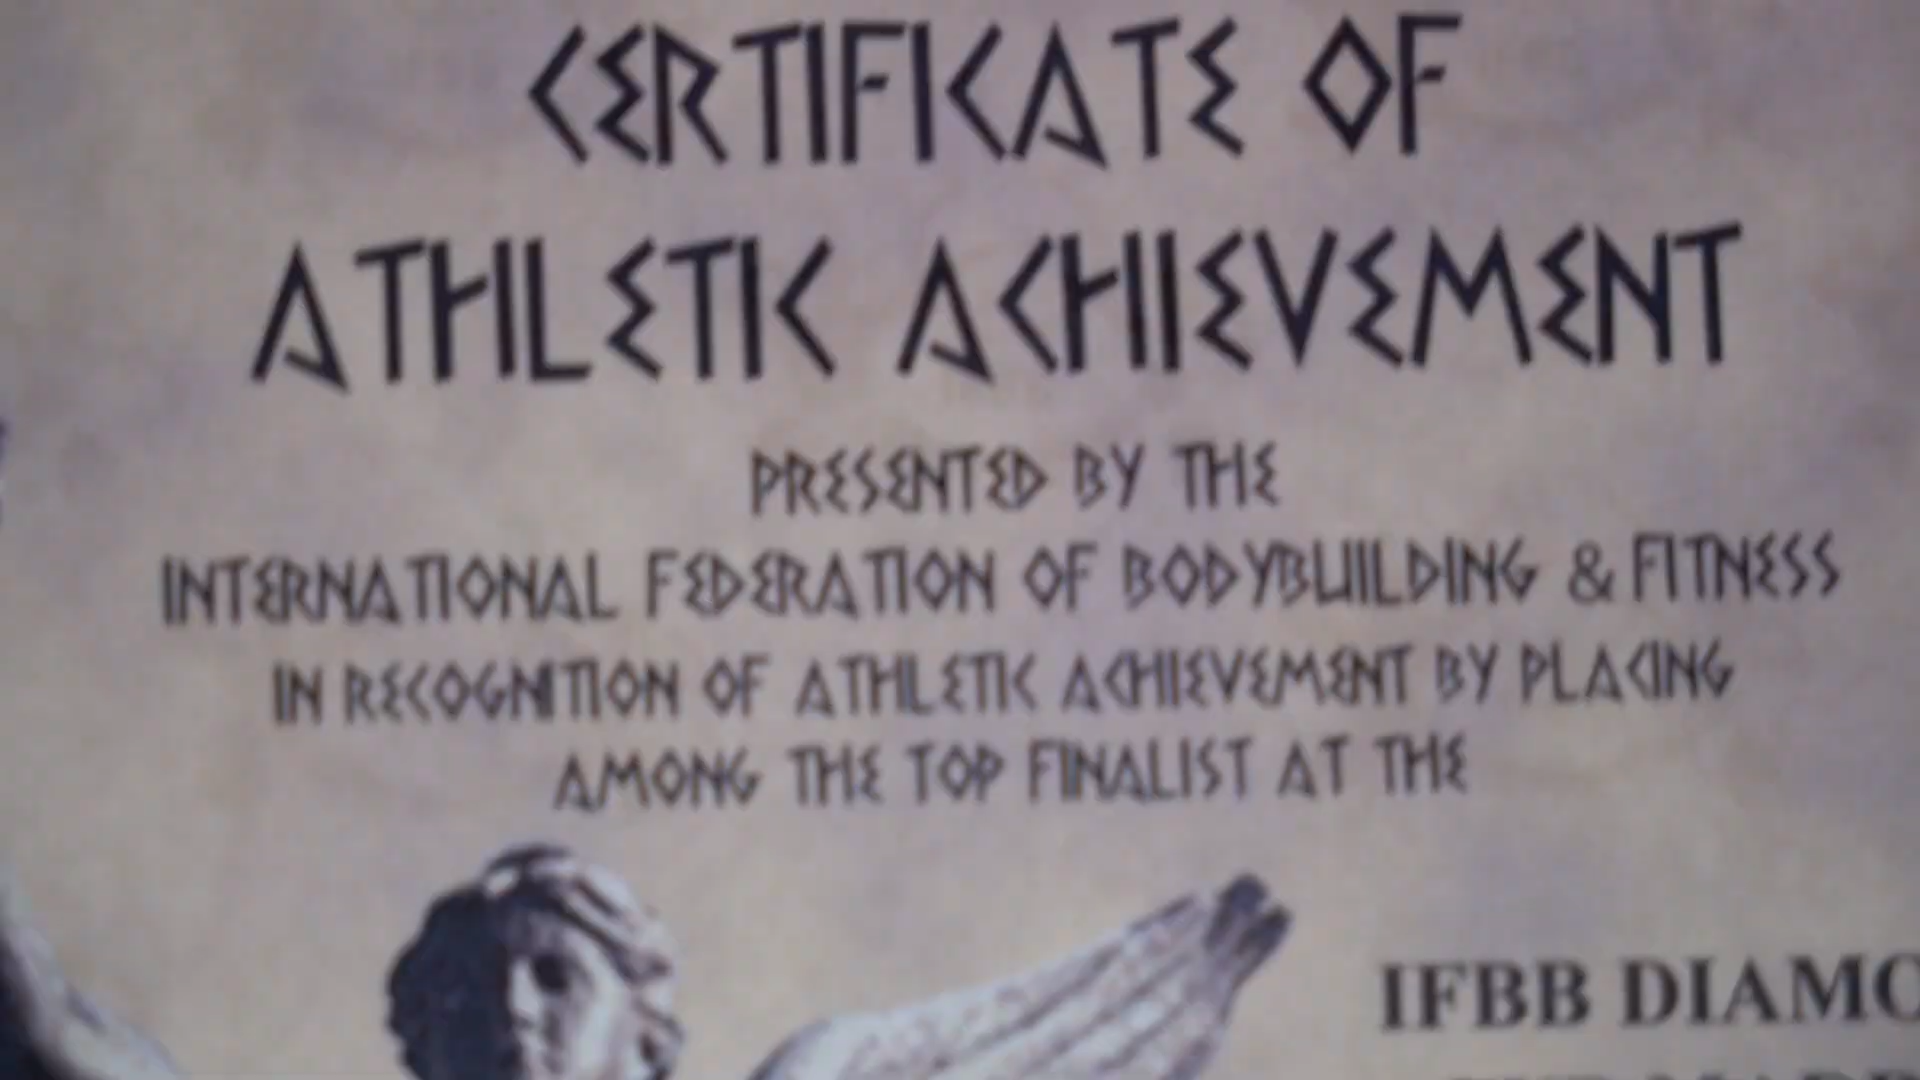 CERTIFICATE OF
ATHLETIC ACHIEVEMENT
PRESENTED BY THE
INTERNATIONAL FEDERATION OF BODYBUILDING & FITNESS
IN RECOGNITION OF ATHLETIC ACHIEVEMENT BY PLACING
AMONG THE TOP FINALIST AT THE
IFBB DIAMO